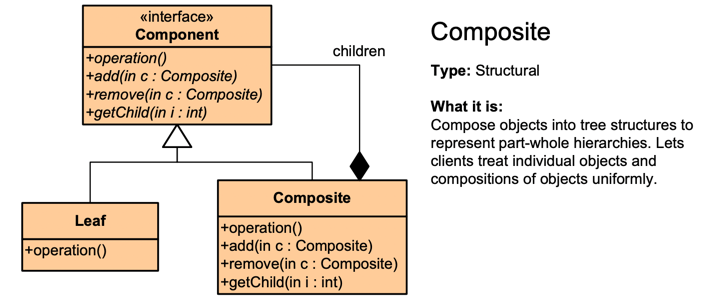 «interface»
Component
+operation()
+add(in c : Composite)
+remove(in c : Composite)
+getChild(in i : int)
children
Leaf
+operation()
Composite
+operation()
+add(in c : Composite)
+remove(in c : Composite)
+getChild(in i : int)
Composite
Type: Structural
What it is:
Compose objects into tree structures to
represent part-whole hierarchies. Lets
clients treat individual objects and
compositions of objects uniformly.